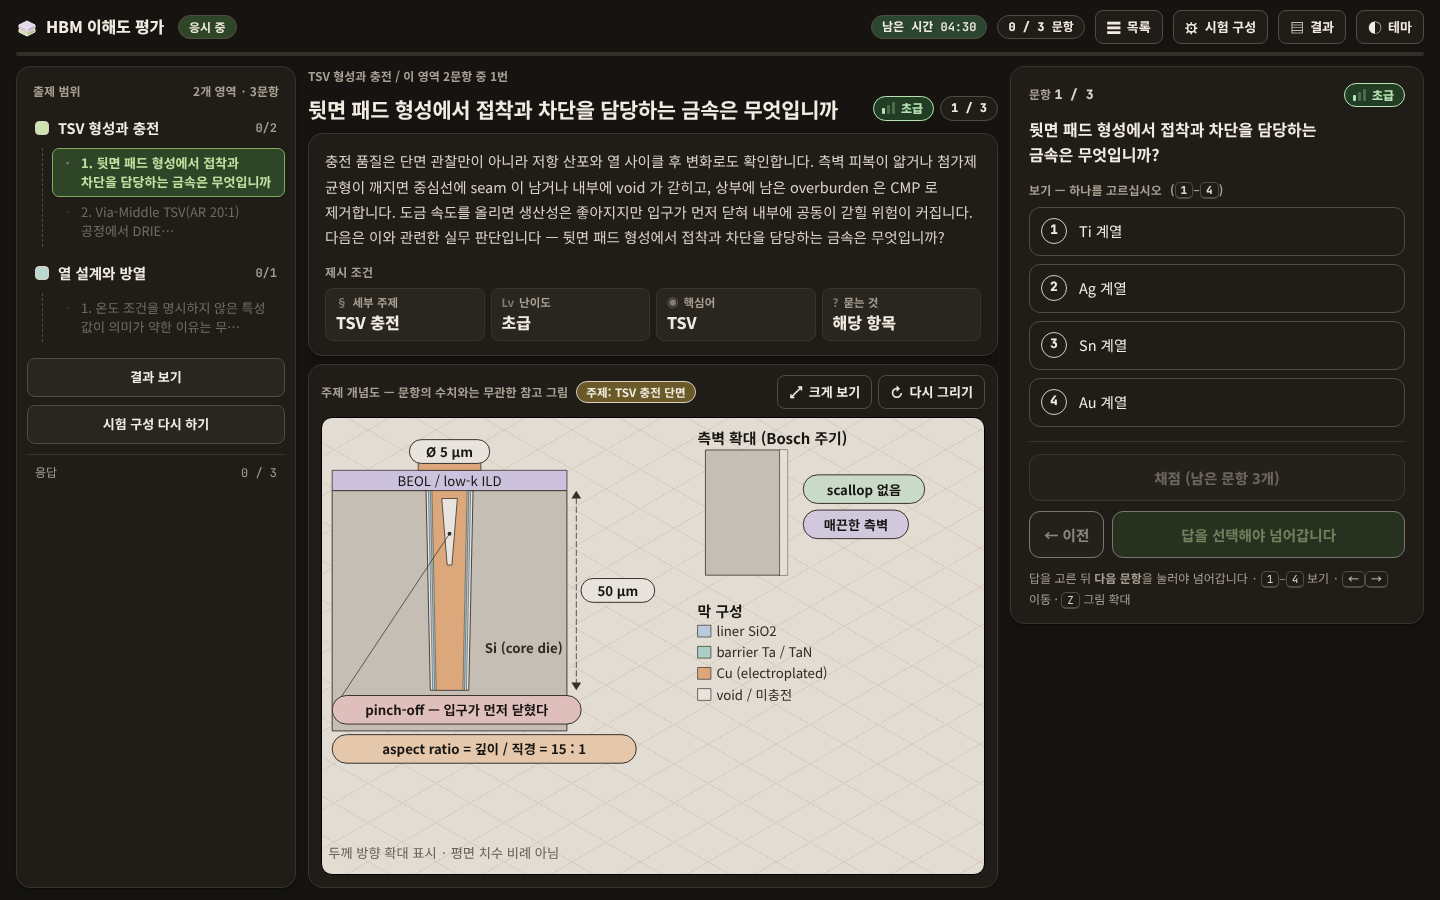 HBM 이해도 평가
응시 중
남은 시간 04:30
0 / 3 문항
목록
시험 구성
결과
테마
출제 범위
2개 영역 · 3문항
TSV 형성과 충전
0/2
1. 뒷면 패드 형성에서 접착과
차단을 담당하는 금속은 무엇입니까
2. Via-Middle TSV(AR 20:1)
공정에서 DRIE…
열 설계와 방열
0/1
1. 온도 조건을 명시하지 않은 특성
값이 의미가 약한 이유는 무…
결과 보기
시험 구성 다시 하기
응답
0 / 3
TSV 형성과 충전 / 이 영역 2문항 중 1번
뒷면 패드 형성에서 접착과 차단을 담당하는 금속은 무엇입니까
초급
1 / 3
충전 품질은 단면 관찰만이 아니라 저항 산포와 열 사이클 후 변화로도 확인합니다. 측벽 피복이 얇거나 첨가제
균형이 깨지면 중심선에 seam 이 남거나 내부에 void 가 갇히고, 상부에 남은 overburden 은 CMP 로
제거합니다. 도금 속도를 올리면 생산성은 좋아지지만 입구가 먼저 닫혀 내부에 공동이 갇힐 위험이 커집니다.
다음은 이와 관련한 실무 판단입니다 — 뒷면 패드 형성에서 접착과 차단을 담당하는 금속은 무엇입니까?
제시 조건
§ 세부 주제
TSV 충전
Lv 난이도
초급
◉ 핵심어
TSV
? 묻는 것
해당 항목
주제 개념도 — 문항의 수치와는 무관한 참고 그림
주제: TSV 충전 단면
크게 보기
다시 그리기
Ø 5 µm
BEOL / low-k ILD
50 µm
Si (core die)
pinch-off — 입구가 먼저 닫혔다
aspect ratio = 깊이 / 직경 = 15 : 1
측벽 확대 (Bosch 주기)
scallop 없음
매끈한 측벽
막 구성
liner SiO2
barrier Ta / TaN
Cu (electroplated)
void / 미충전
두께 방향 확대 표시 · 평면 치수 비례 아님
문항 1 / 3
초급
뒷면 패드 형성에서 접착과 차단을 담당하는
금속은 무엇입니까?
보기 — 하나를 고르십시오 (1–4)
1 Ti 계열
2 Ag 계열
3 Sn 계열
4 Au 계열
채점 (남은 문항 3개)
← 이전
답을 선택해야 넘어갑니다
답을 고른 뒤 다음 문항을 눌러야 넘어갑니다 · 1–4 보기 · ← →
이동 · Z 그림 확대